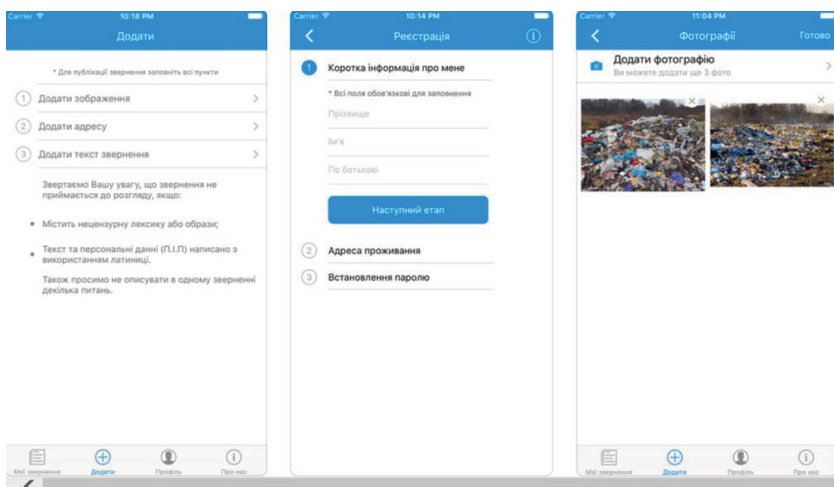 Carrier
10:18 PM
Додати
* Для публікації звернення заповніть всі пункти
1 Додати зображення
2 Додати адресу
3 Додати текст звернення
Звертаємо Вашу увагу, що звернення не
приймається до розгляду, якщо:
• Містить нецензурну лексику або образи;
• Текст та персональні данні (П.І.П) написано з
використанням латиниці.
Також просимо не описувати в одному зверненні
декілька питань.
Мої звернення
Додати
Профіль
Про нас
Carrier
10:14 PM
Реєстрація
1 Коротка інформація про мене
* Всі поля обов'язкові для заповнення
Прізвище
Ім'я
По батькові
Наступний етап
2 Адреса проживання
3 Встановлення паролю
Carrier
11:04 PM
Фотографії
Готово
Додати фотографію
Ви можете додати ще 3 фото
Мої звернення
Додати
Профіль
Про нас